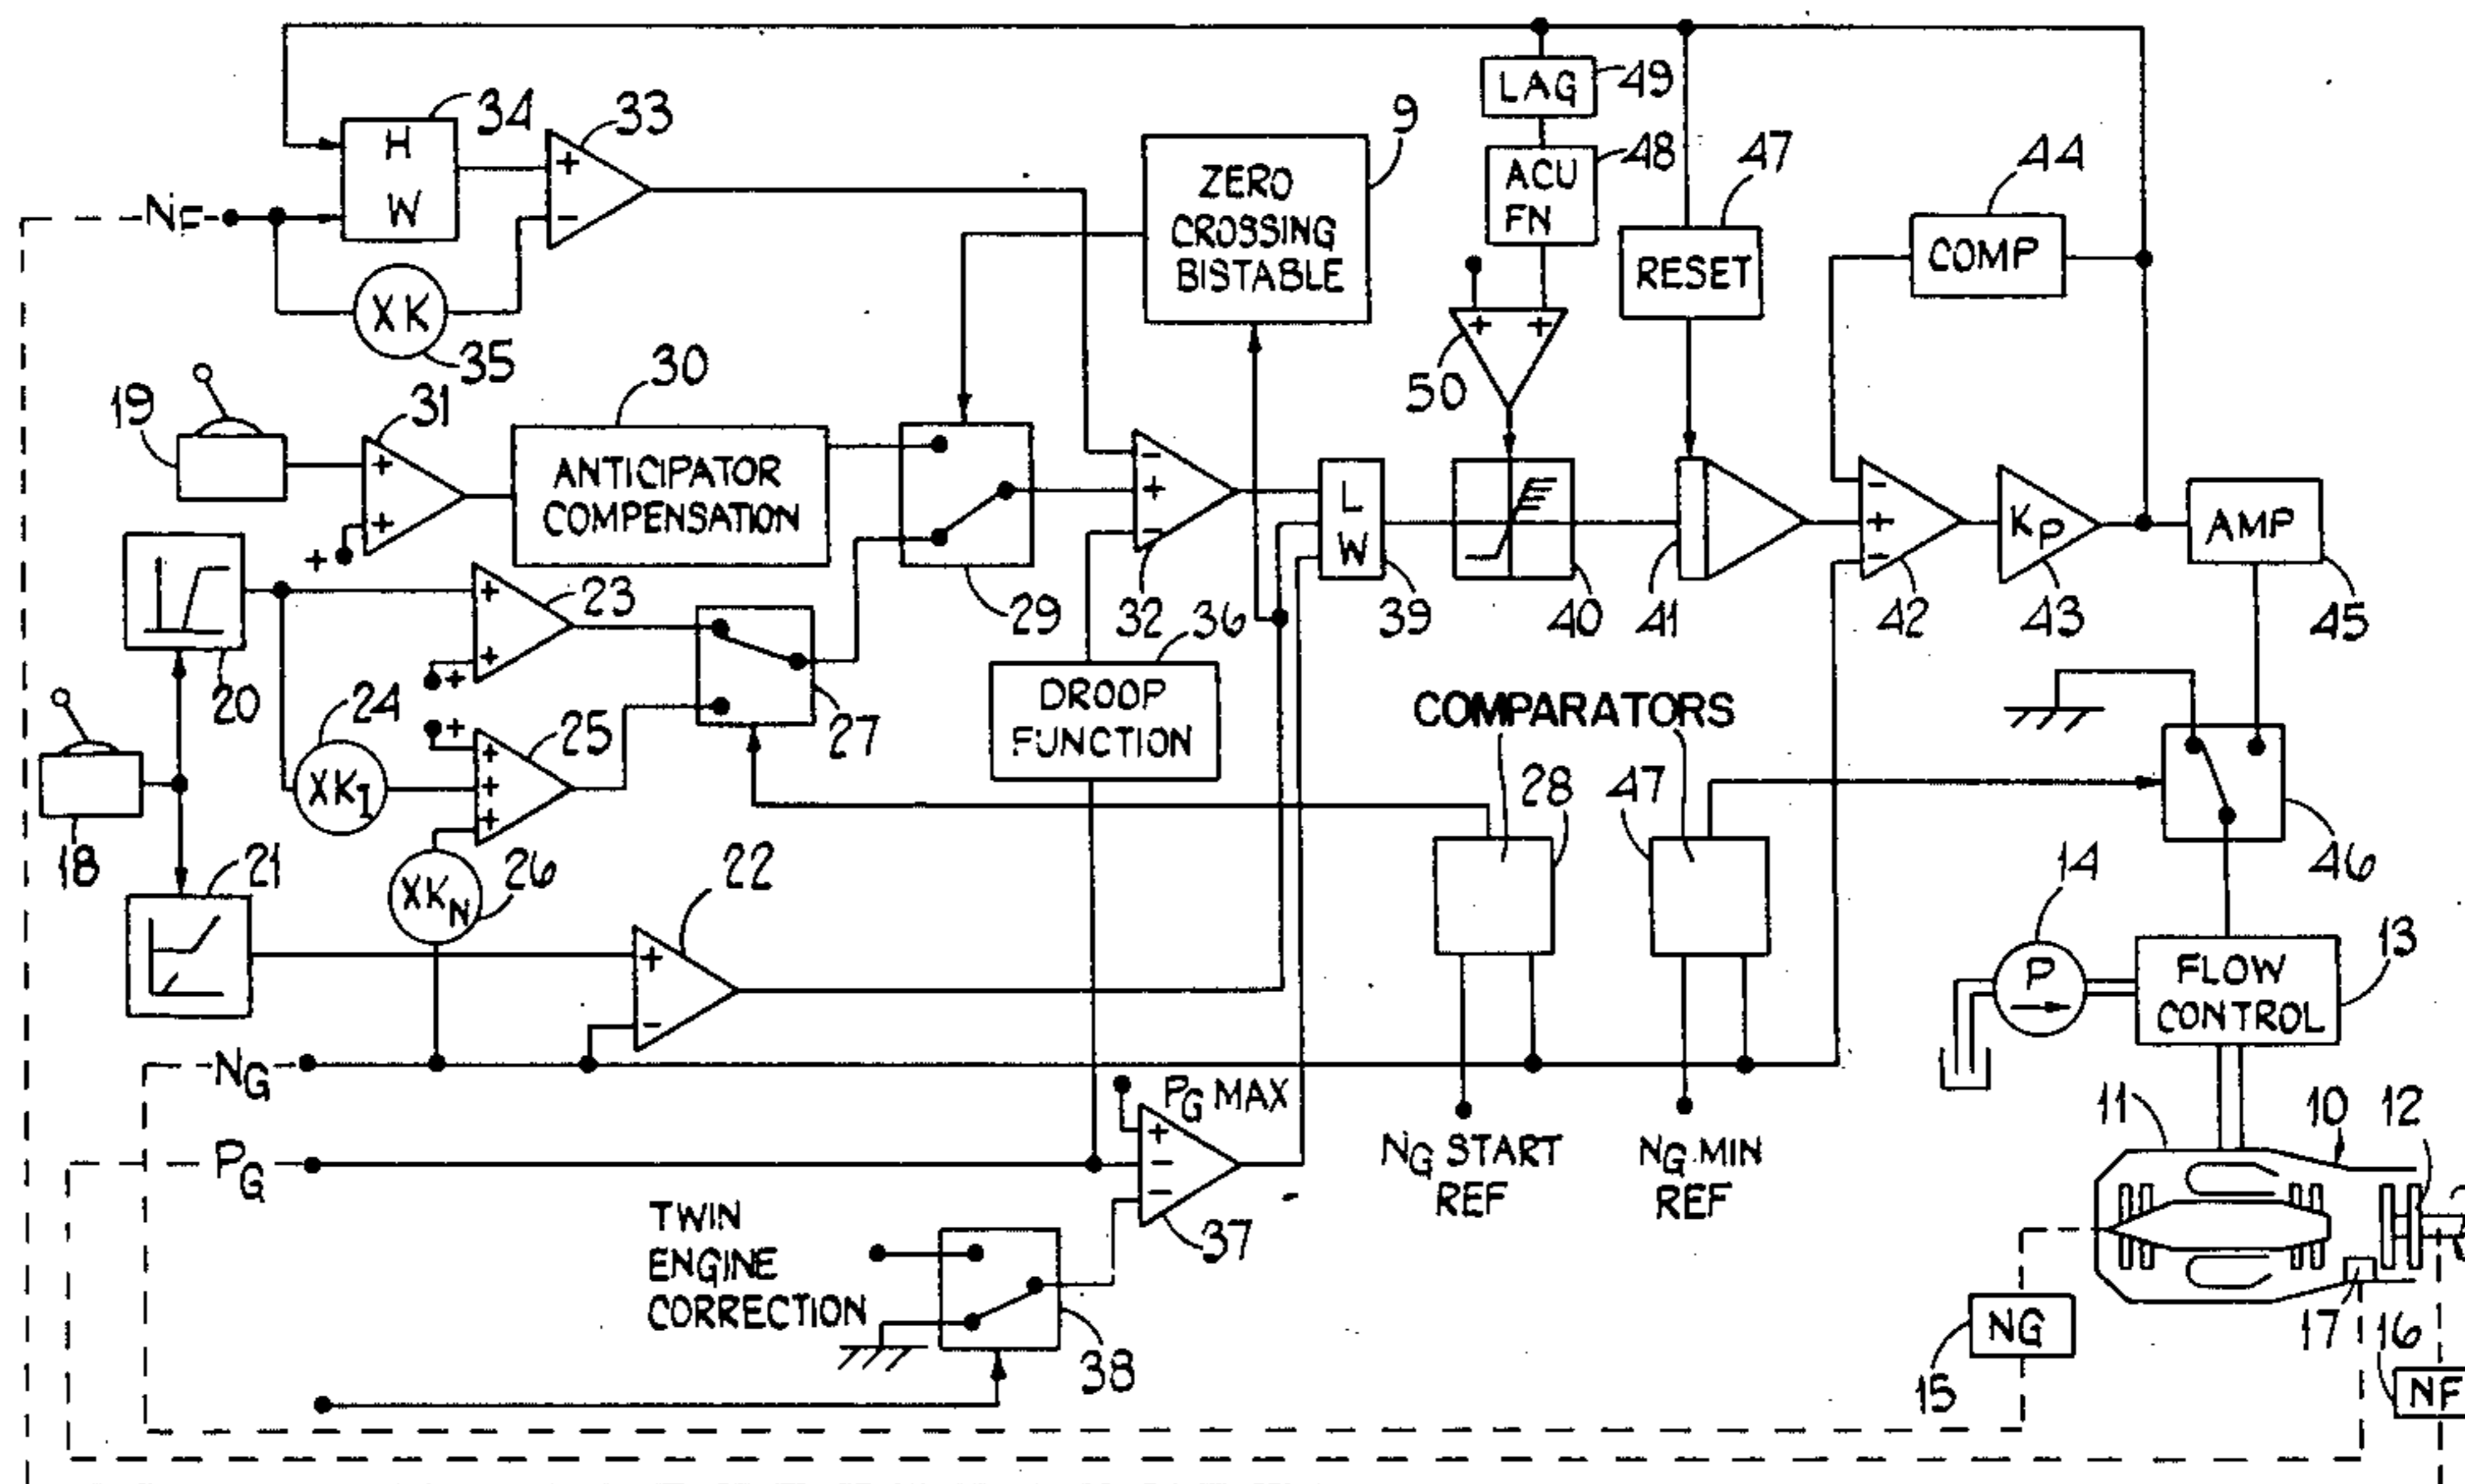 LAG
49
34
33
9
H
W
ZERO
CROSSING
BISTABLE
ACU
FN
48
47
44
NF
RESET
COMP
XK
35
+
-
+ +
50
19
31
30
ANTICIPATOR
COMPENSATION
+
+
+
-
+
-
L
W
-
+
-
KP
AMP
20
23
+
+
+
29
32
36
39
40
41
42
43
45
24
25
27
DROOP
FUNCTION
COMPARATORS
XKI
+
+
+
+
28
47
18
21
XKN
26
22
46
14
+
-
P
FLOW
CONTROL
13
NG
PG MAX
11
10
12
PG
+
-
-
NG START
REF
NG MIN
REF
TWIN
ENGINE
CORRECTION
37
38
NG
15
17
16
NF